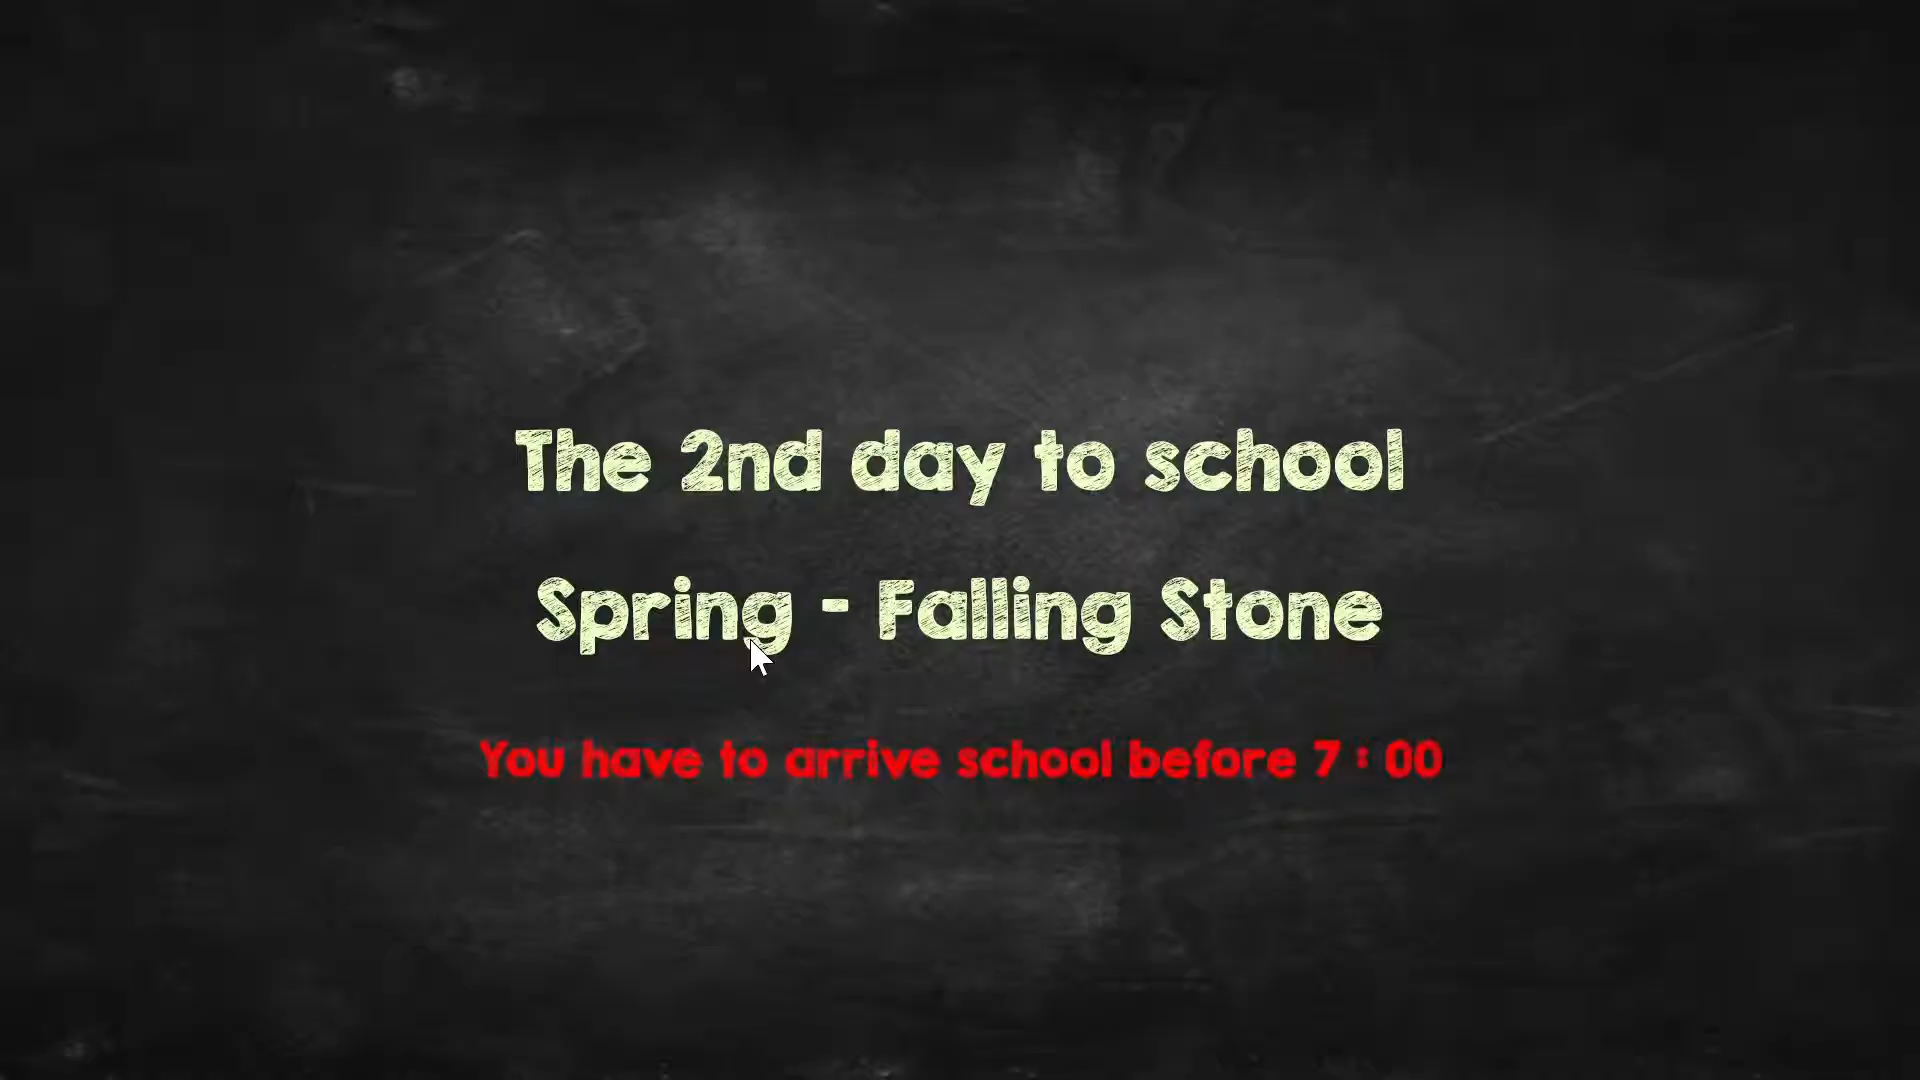 The 2nd day to school
Spring - Falling Stone
You have to arrive school before 7 : 00